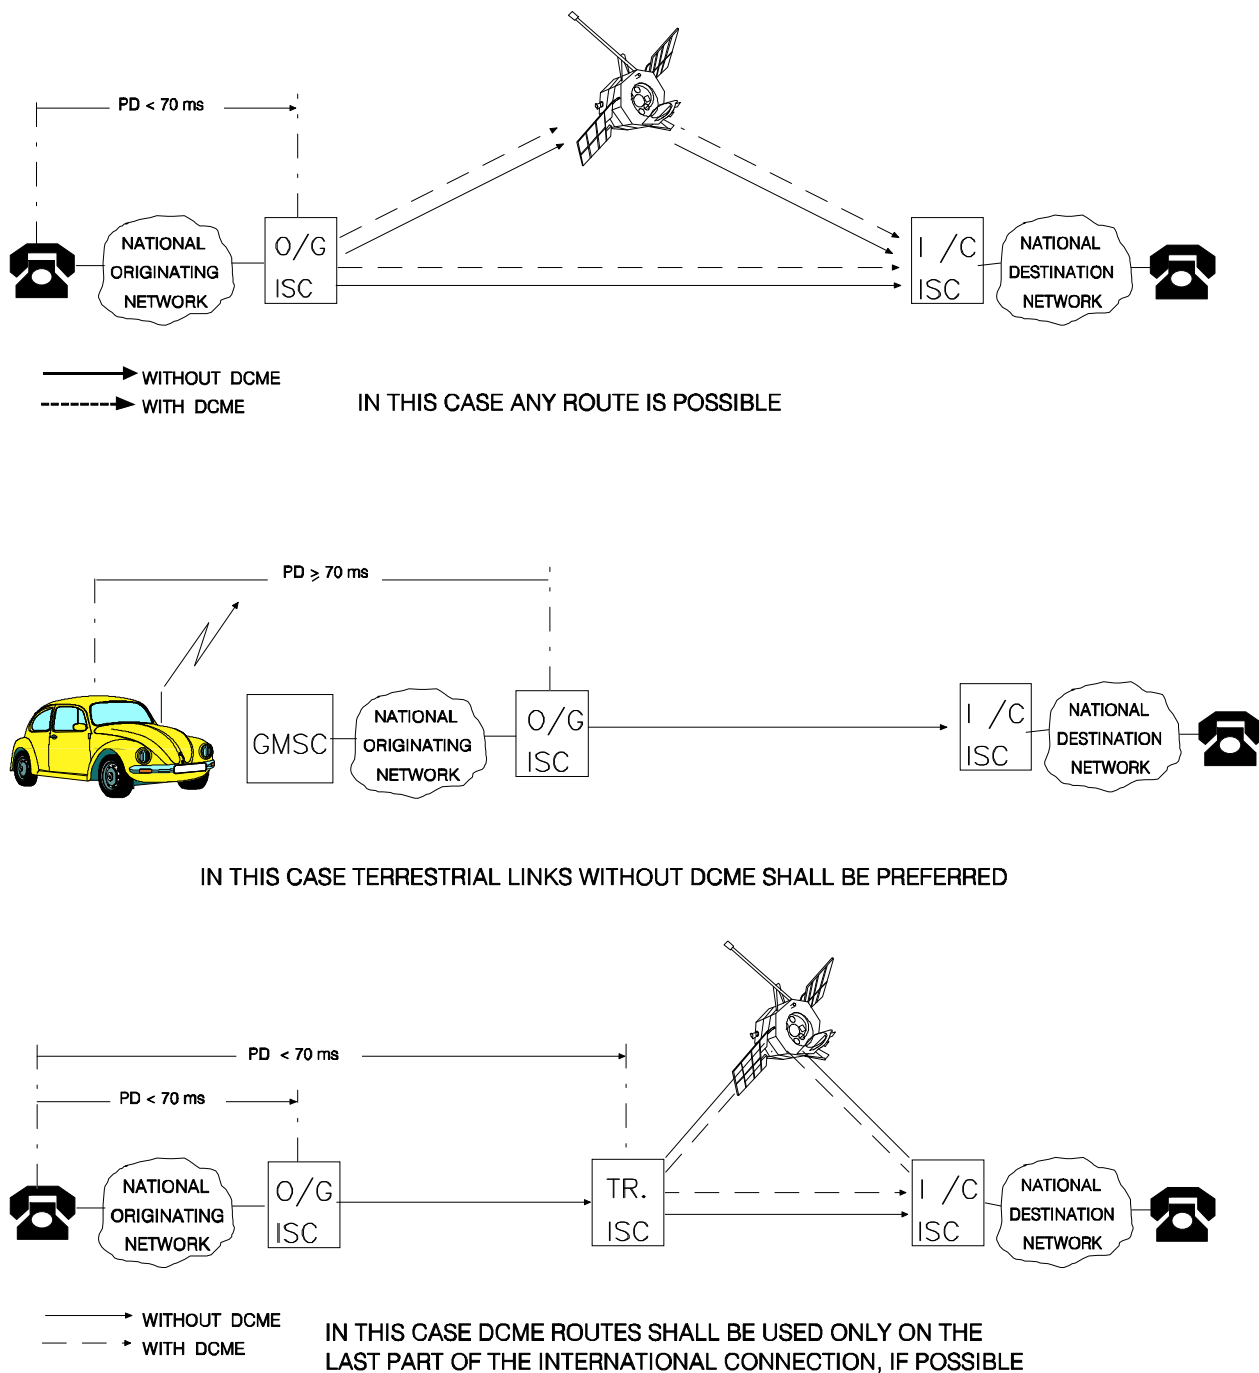 PD < 70 ms
NATIONAL
ORIGINATING
NETWORK
O/G
ISC
I /C
ISC
NATIONAL
DESTINATION
NETWORK
WITHOUT DCME
WITH DCME
IN THIS CASE ANY ROUTE IS POSSIBLE
PD ≥ 70 ms
GMSC
NATIONAL
ORIGINATING
NETWORK
O/G
ISC
I /C
ISC
NATIONAL
DESTINATION
NETWORK
IN THIS CASE TERRESTRIAL LINKS WITHOUT DCME SHALL BE PREFERRED
PD < 70 ms
PD < 70 ms
NATIONAL
ORIGINATING
NETWORK
O/G
ISC
TR.
ISC
I /C
ISC
NATIONAL
DESTINATION
NETWORK
WITHOUT DCME
WITH DCME
IN THIS CASE DCME ROUTES SHALL BE USED ONLY ON THE
LAST PART OF THE INTERNATIONAL CONNECTION, IF POSSIBLE